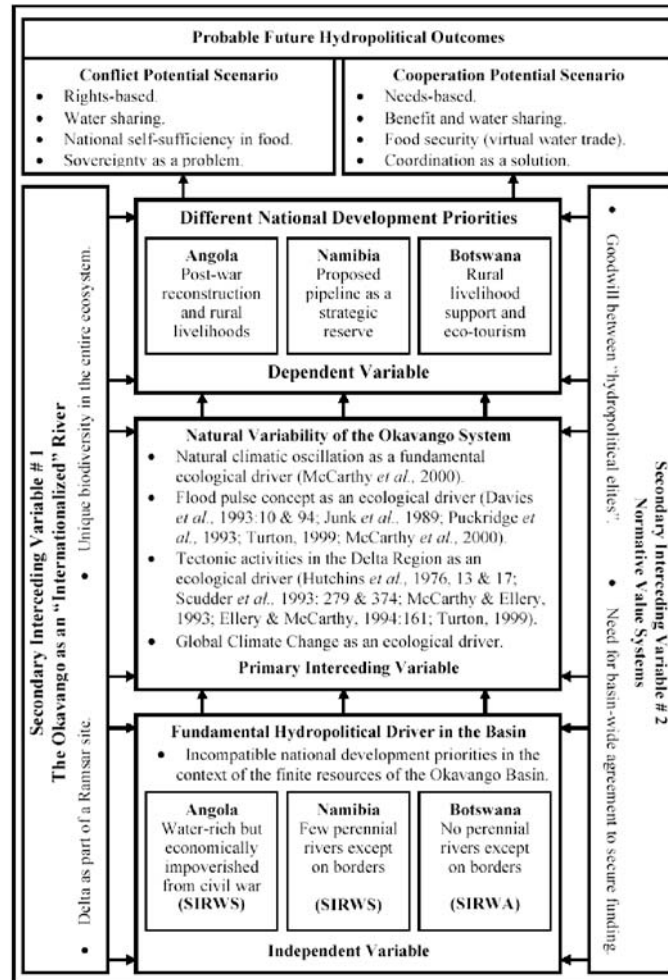 Probable Future Hydropolitical Outcomes
Conflict Potential Scenario
• Rights-based.
• Water sharing.
• National self-sufficiency in food.
• Sovereignty as a problem.
Cooperation Potential Scenario
• Needs-based.
• Benefit and water sharing.
• Food security (virtual water trade).
• Coordination as a solution.
Secondary Interceding Variable # 1
The Okavango as an “Internationalized” River
• Delta as part of a Ramsar site.
• Unique biodiversity in the entire ecosystem.
Different National Development Priorities
Angola
Post-war
reconstruction
and rural
livelihoods
Namibia
Proposed
pipeline as a
strategic
reserve
Botswana
Rural
livelihood
support and
eco-tourism
Dependent Variable
Natural Variability of the Okavango System
• Natural climatic oscillation as a fundamental
ecological driver (McCarthy et al., 2000).
• Flood pulse concept as an ecological driver (Davies
et al., 1993:10 & 94; Junk et al., 1989; Puckridge et
al., 1993; Turton, 1999; McCarthy et al., 2000).
• Tectonic activities in the Delta Region as an
ecological driver (Hutchins et al., 1976, 13 & 17;
Scudder et al., 1993: 279 & 374; McCarthy & Ellery,
1993; Ellery & McCarthy, 1994:161; Turton, 1999).
• Global Climate Change as an ecological driver.
Primary Interceding Variable
Fundamental Hydropolitical Driver in the Basin
• Incompatible national development priorities in the
context of the finite resources of the Okavango Basin.
Angola
Water-rich but
economically
impoverished
from civil war
(SIRWS)
Namibia
Few perennial
rivers except
on borders
(SIRWS)
Botswana
No perennial
rivers except
on borders
(SIRWA)
Independent Variable
Secondary Interceding Variable # 2
Normative Value Systems
• Goodwill between “hydropolitical elites”.
• Need for basin-wide agreement to secure funding.